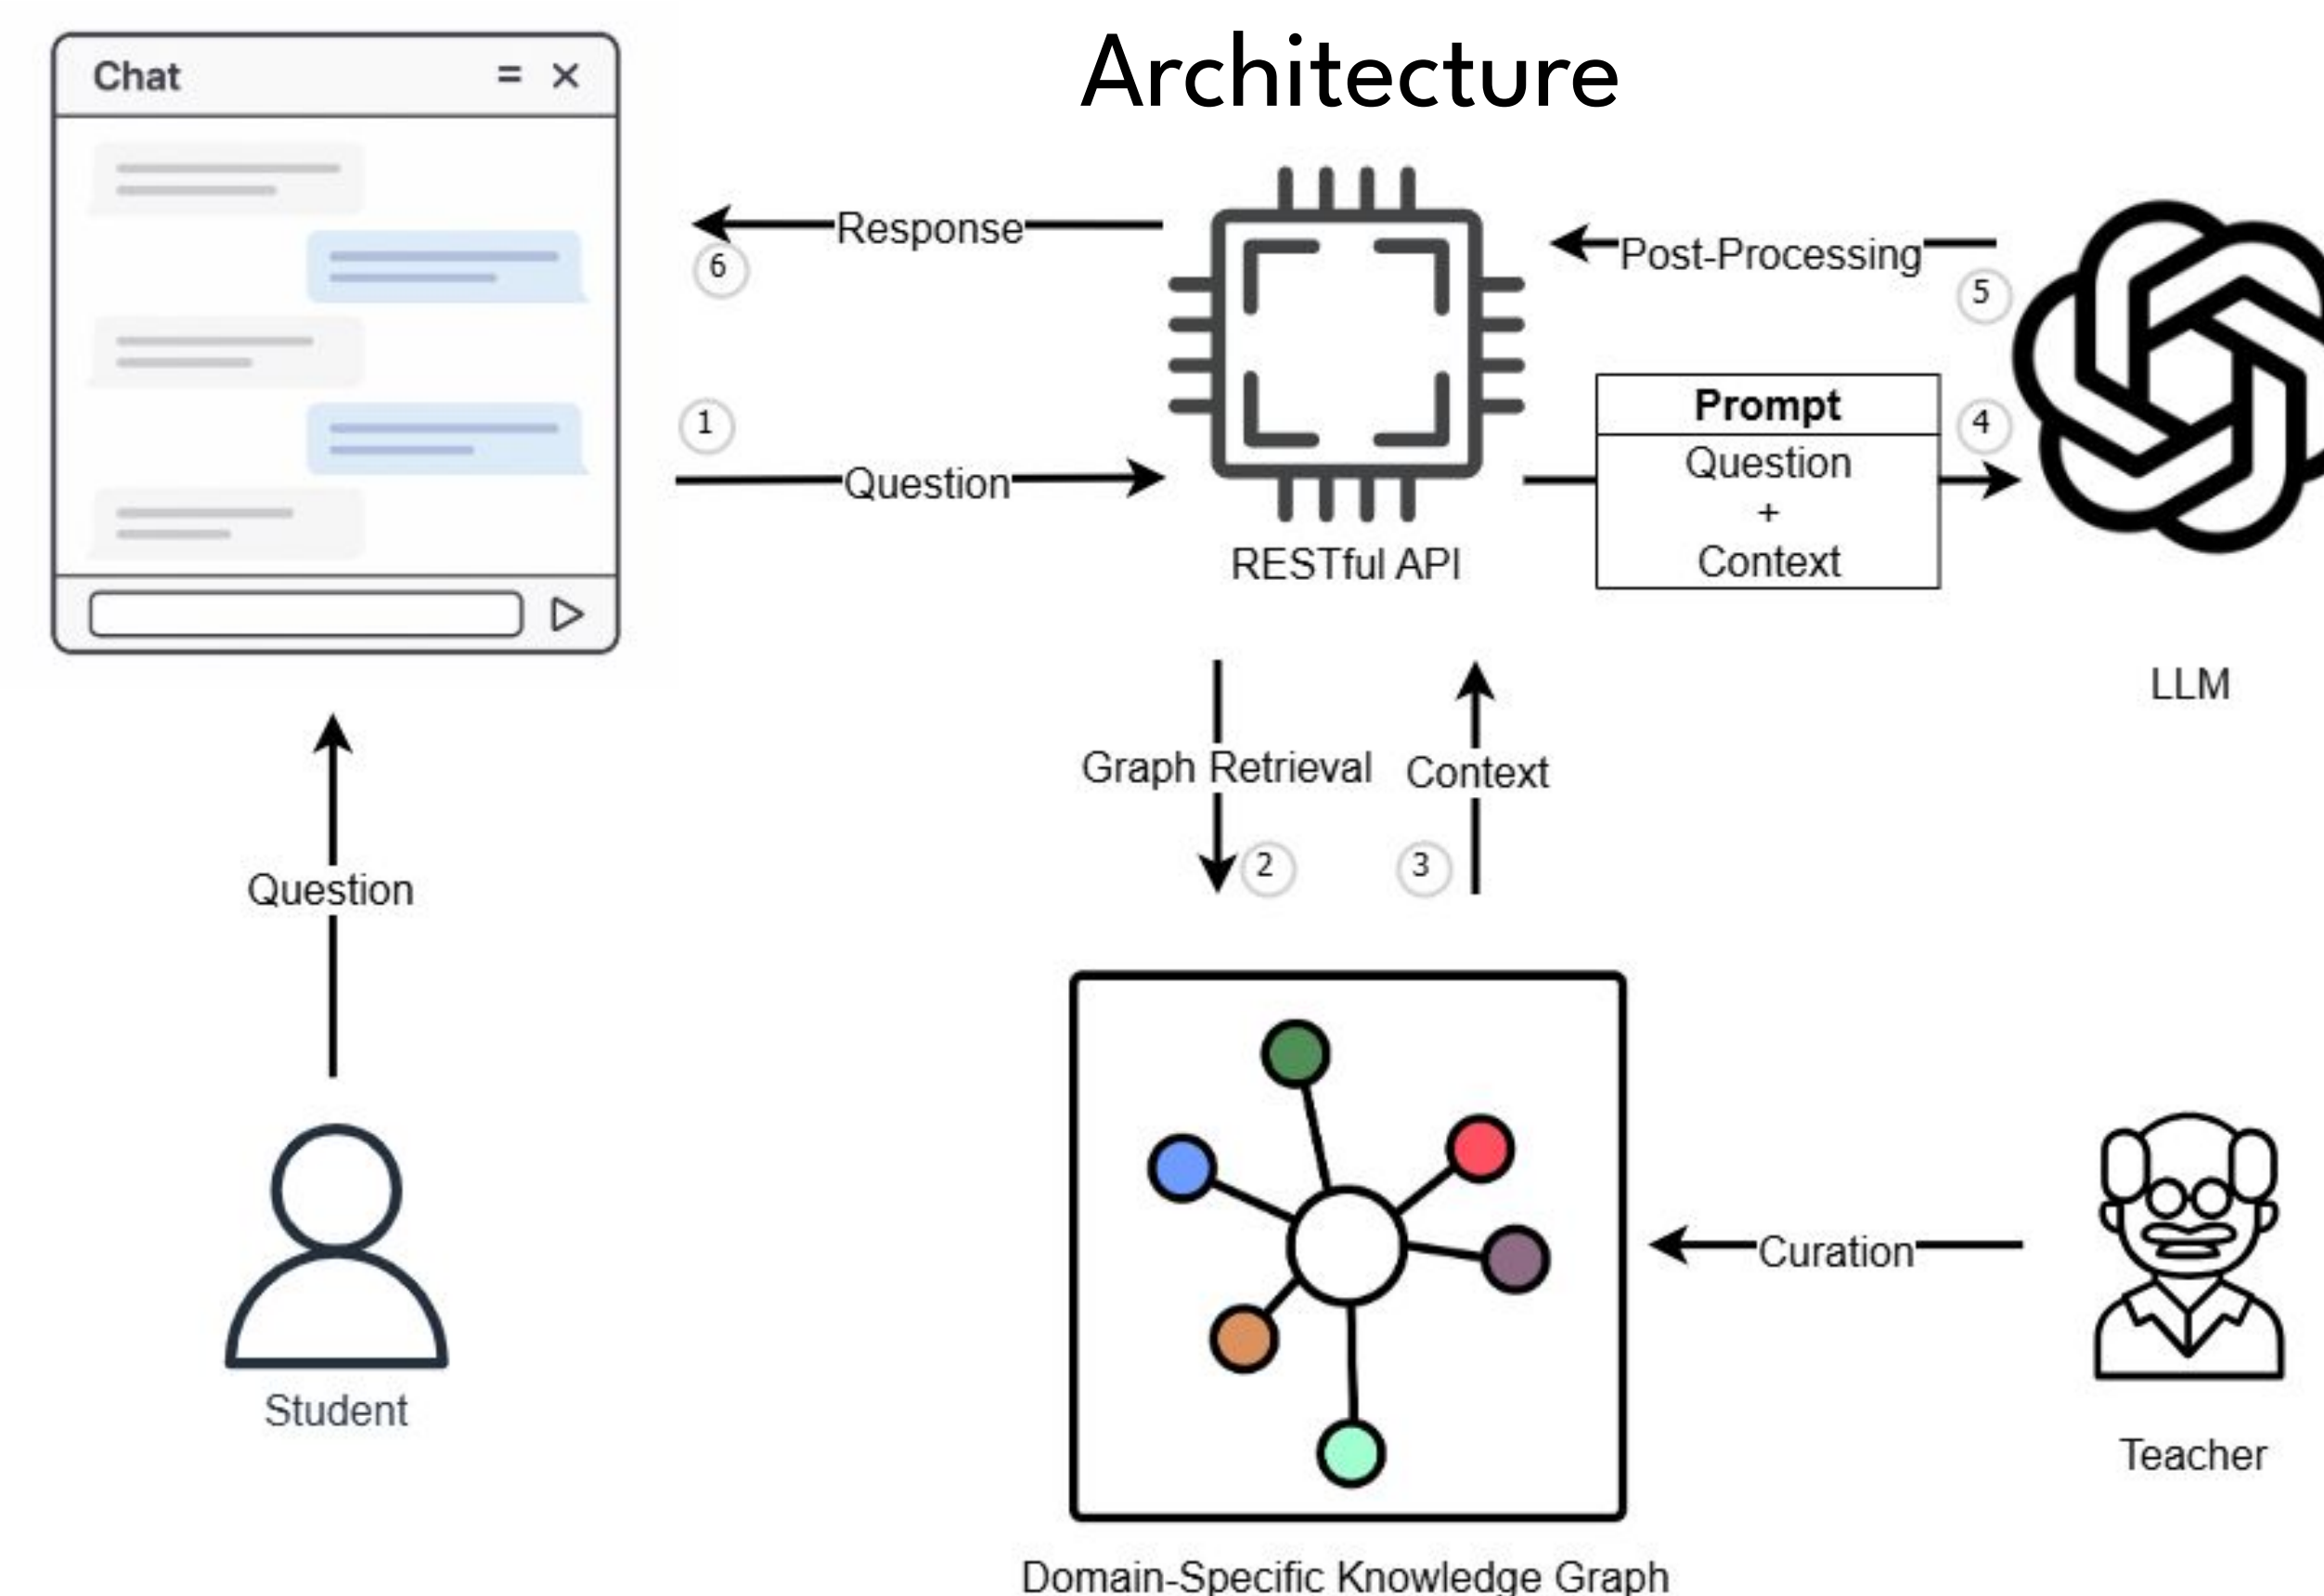 Architecture
Chat
Response
6
1
Question
RESTful API
Post-Processing
5
Prompt
Question
+
Context
4
LLM
Graph Retrieval
Context
2
3
Question
Student
Curation
Teacher
Domain-Specific Knowledge Graph